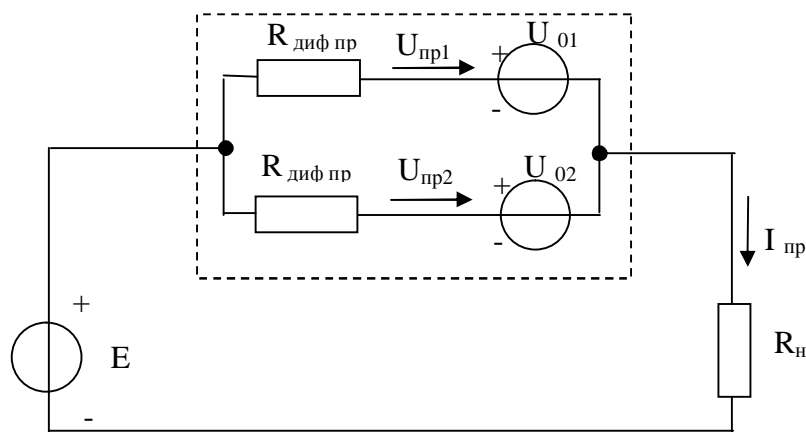 R диф пр
U пр1
U 01
+
-
R диф пр
U пр2
U 02
+
-
I пр
+
E
-
R н